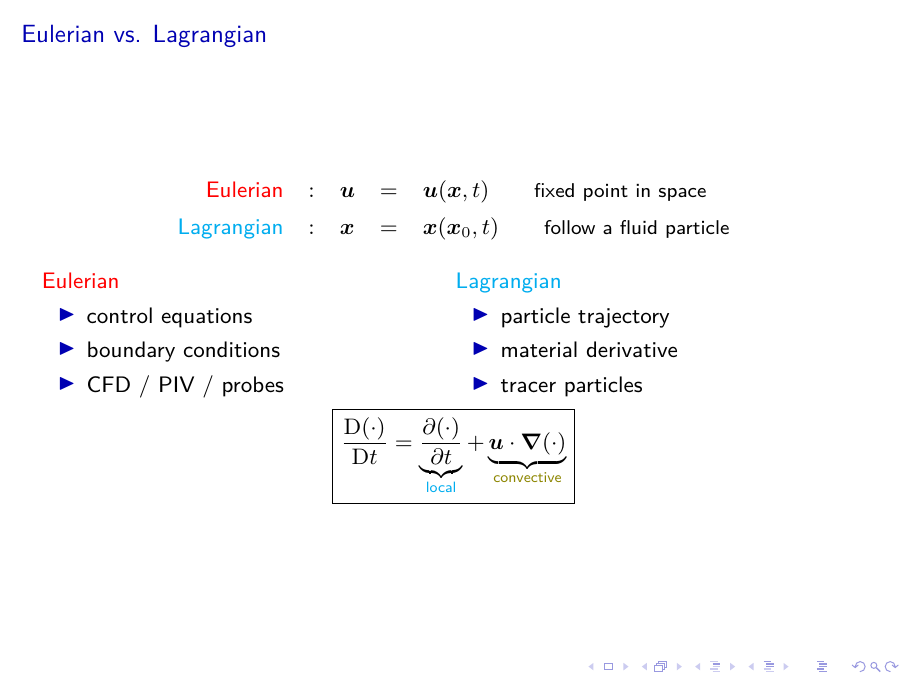 Eulerian vs. Lagrangian
Eulerian : u = u(x, t) fixed point in space
Lagrangian : x = x(x₀, t) follow a fluid particle
Eulerian
control equations
boundary conditions
CFD / PIV / probes
Lagrangian
particle trajectory
material derivative
tracer particles
D(·)/Dt = ∂(·)/∂t + u · ∇(·)
local
convective